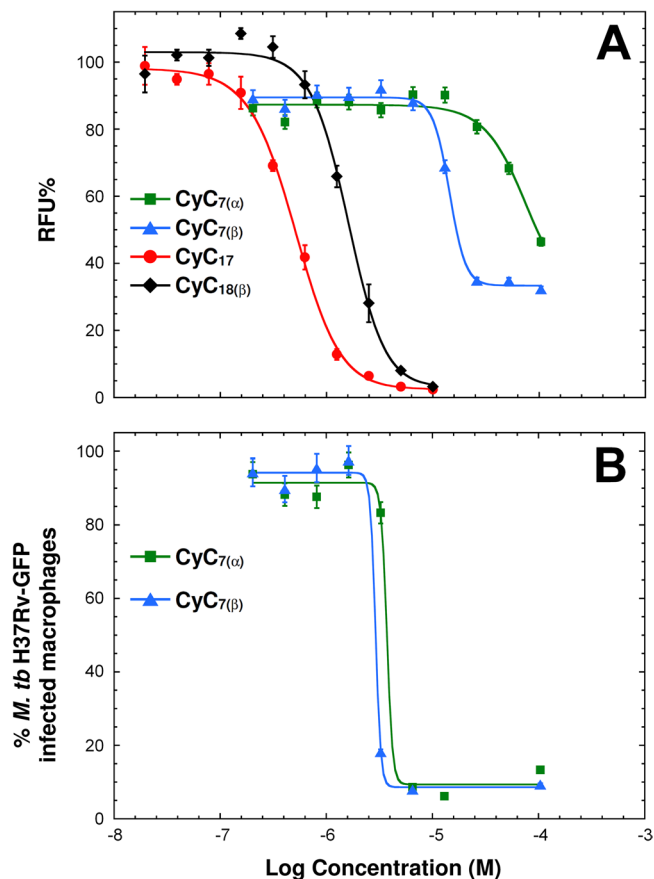 A
100
80
60
40
20
0
RFU%
CyC7(α)
CyC7(β)
CyC17
CyC18(β)
B
100
80
60
40
20
0
% M. tb H37Rv-GFP
infected macrophages
CyC7(α)
CyC7(β)
-8 -7 -6 -5 -4 -3
Log Concentration (M)